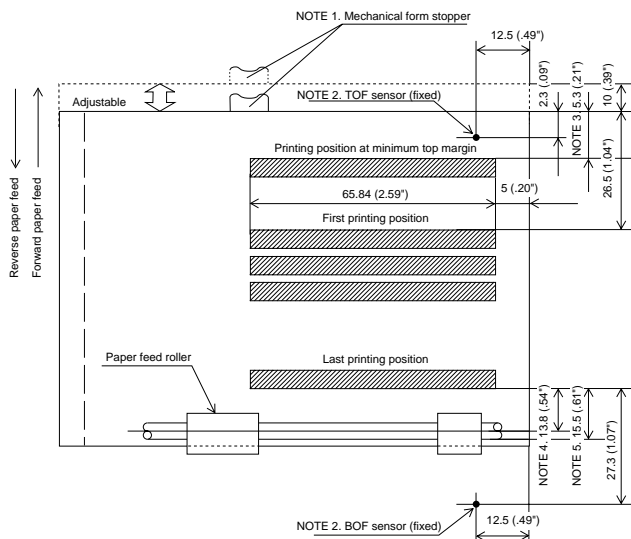 NOTE 1. Mechanical form stopper
12.5 (.49")
Adjustable
NOTE 2. TOF sensor (fixed)
2.3 (.09")
NOTE 3. 5.3 (.21")
10 (.39")
Printing position at minimum top margin
26.5 (1.04")
65.84 (2.59")
5 (.20")
Reverse paper feed
Forward paper feed
First printing position
Last printing position
Paper feed roller
NOTE 4. 13.8 (.54")
NOTE 5. 15.5 (.61")
27.3 (1.07")
NOTE 2. BOF sensor (fixed)
12.5 (.49")